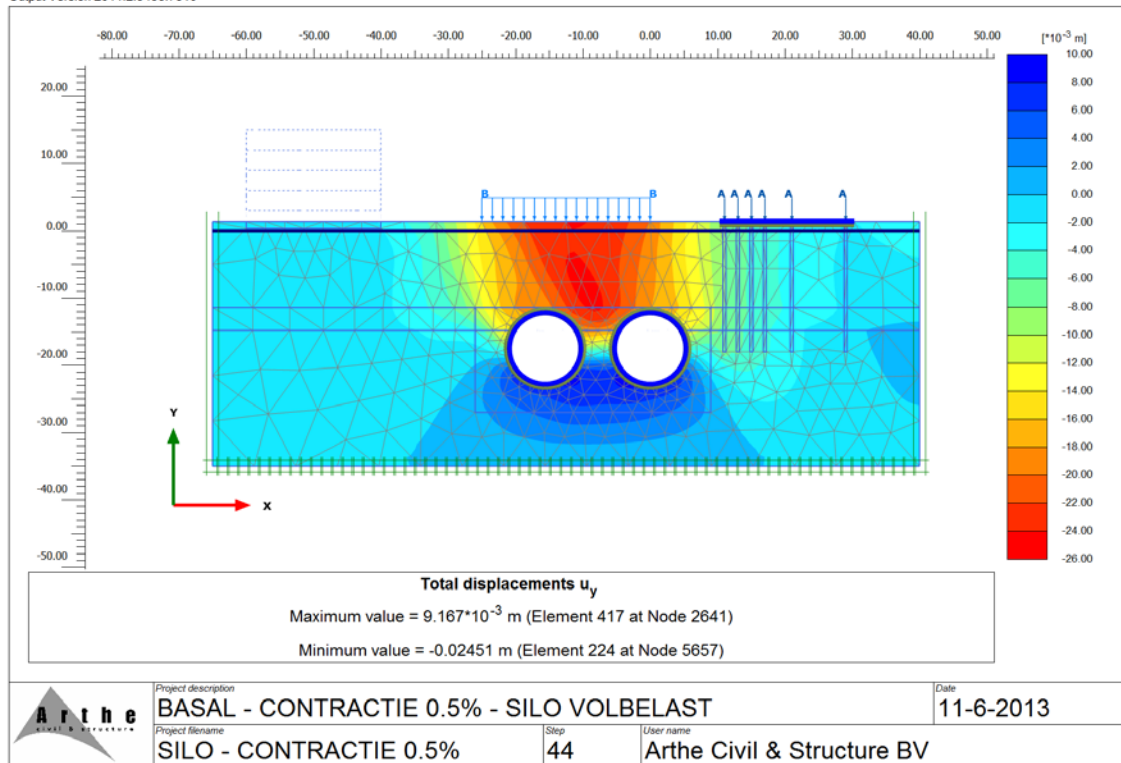 -80.00 -70.00 -60.00 -50.00 -40.00 -30.00 -20.00 -10.00 0.00 10.00 20.00 30.00 40.00 50.00
[*10⁻³ m]
20.00
10.00
0.00
-10.00
-20.00
-30.00
-40.00
-50.00
B B A A A A A A
Y
X
10.00
8.00
6.00
4.00
2.00
0.00
-2.00
-4.00
-6.00
-8.00
-10.00
-12.00
-14.00
-16.00
-18.00
-20.00
-22.00
-24.00
-26.00
Total displacements uy
Maximum value = 9.167*10⁻³ m (Element 417 at Node 2641)
Minimum value = -0.02451 m (Element 224 at Node 5657)
Arthe
civil & structure
Project description
BASAL - CONTRACTIE 0.5% - SILO VOLBELAST
Date
11-6-2013
Project filename
SILO - CONTRACTIE 0.5%
Step
44
User name
Arthe Civil & Structure BV